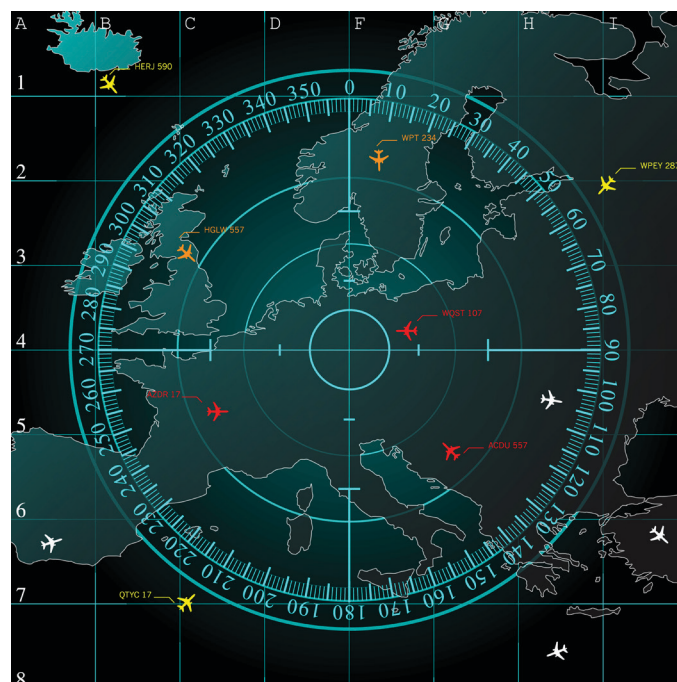 A B C D F G H I
HERJ 590
1
0 10 20 30 40 50 60 70 80 90 100 110 120 130 140 150 160 170 180 190 200 210 220 230 240 250 260 270 280 290 300 310 320 330 340 350
WPT 234
2
WPEY 287
HGLW 557
3
WQST 107
4
AZDR 17
5
ACDU 557
6
QTYC 17
7
8